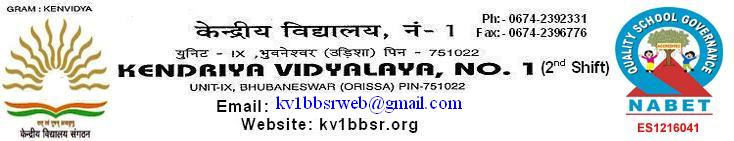 GRAM : KENVIDYA
केन्द्रीय विद्यालय, नं- 1
Ph:- 0674-2392331
Fax:- 0674-2396776
युनिट - IX ,भुवनेश्वर (उड़िशा) पिन - 751022
KENDRIYA VIDYALAYA, NO. 1 (2nd Shift)
UNIT-IX, BHUBANESWAR (ORISSA) PIN-751022
Email: kv1bbsrweb@gmail.com
Website: kv1bbsr.org
केन्द्रीय विद्यालय संगठन
QUALITY SCHOOL GOVERNANCE
ACCREDITED
NABET
ES1216041